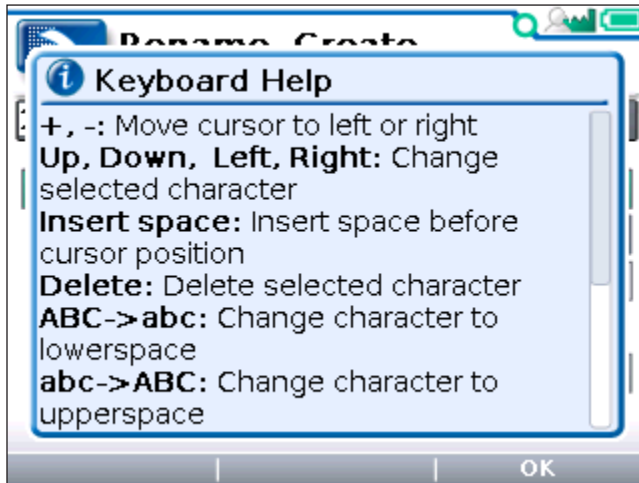 Rename, Create
Keyboard Help
+, -: Move cursor to left or right
Up, Down, Left, Right: Change
selected character
Insert space: Insert space before
cursor position
Delete: Delete selected character
ABC->abc: Change character to
lowerspace
abc->ABC: Change character to
upperspace
OK